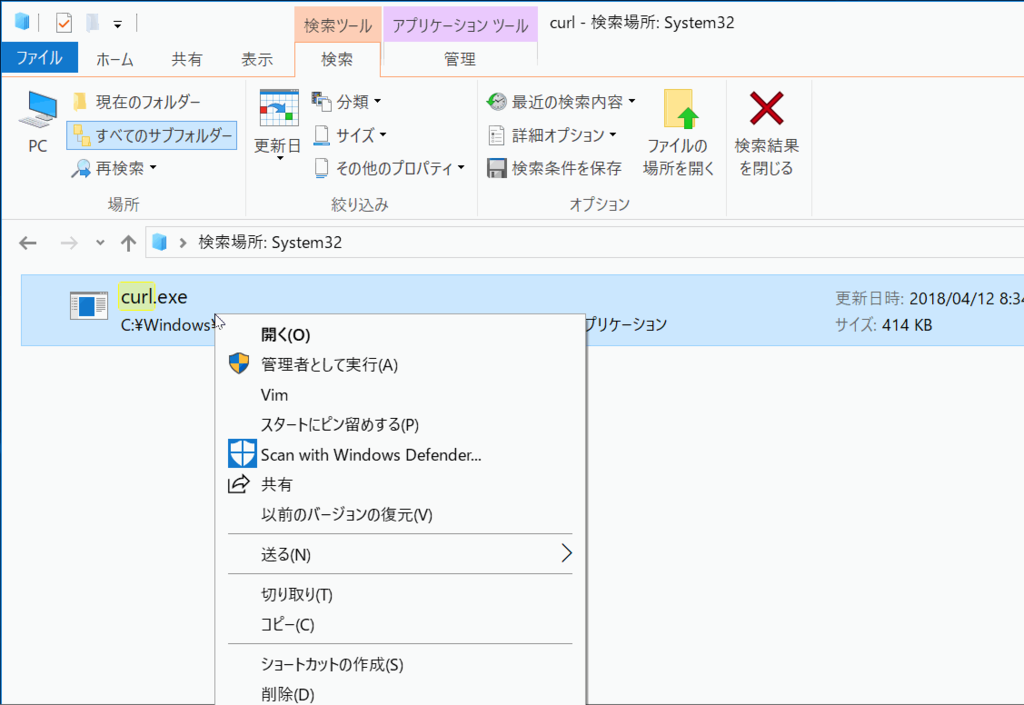 検索ツール アプリケーション ツール curl - 検索場所: System32
ファイル ホーム 共有 表示 検索 管理
PC
現在のフォルダー
すべてのサブフォルダー
再検索
場所
更新日
分類
サイズ
その他のプロパティ
絞り込み
最近の検索内容
詳細オプション
検索条件を保存
ファイルの
場所を開く
オプション
検索結果
を閉じる
検索場所: System32
curl.exe
C:¥Windows¥
プリケーション
更新日時: 2018/04/12 8:34
サイズ: 414 KB
開く(O)
管理者として実行(A)
Vim
スタートにピン留めする(P)
Scan with Windows Defender...
共有
以前のバージョンの復元(V)
送る(N)
切り取り(T)
コピー(C)
ショートカットの作成(S)
削除(D)